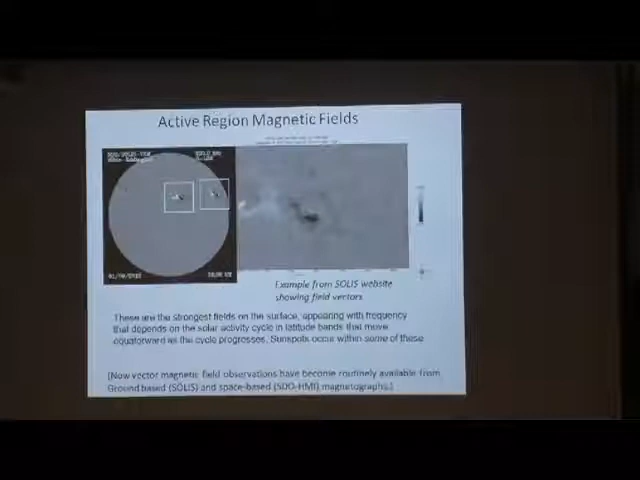 Active Region Magnetic Fields
Example from SOLIS website
showing field vectors
These are the strongest fields on the surface, appearing with frequency
that depends on the solar activity cycle in latitude bands that move
equatorward as the cycle progresses. Sunspots occur within some of these
(Now vector magnetic field observations have become routinely available from
Ground based (SOLIS) and space-based (SDO-HMI) magnetographs.)